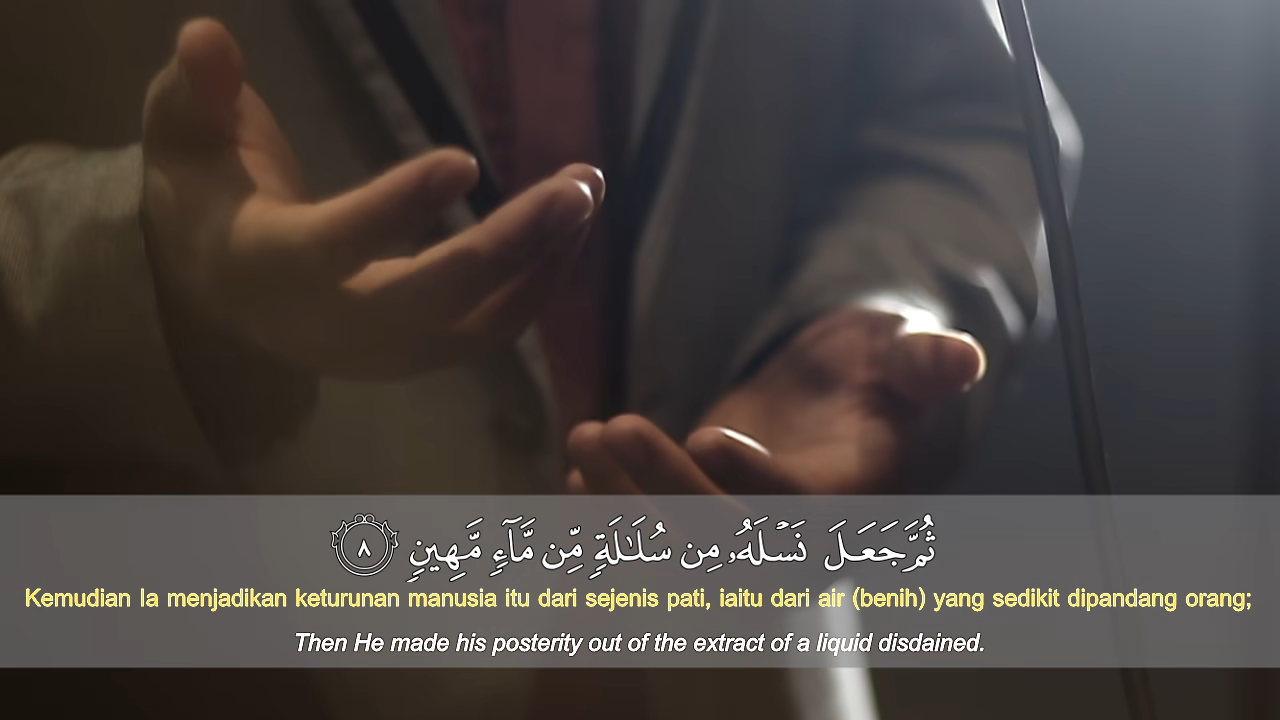 ثُمَّ جَعَلَ نَسْلَهُۥ مِن سُلَـٰلَةٍ مِّن مَّآءٍ مَّهِينٍ ٨
Kemudian Ia menjadikan keturunan manusia itu dari sejenis pati, iaitu dari air (benih) yang sedikit dipandang orang;
Then He made his posterity out of the extract of a liquid disdained.